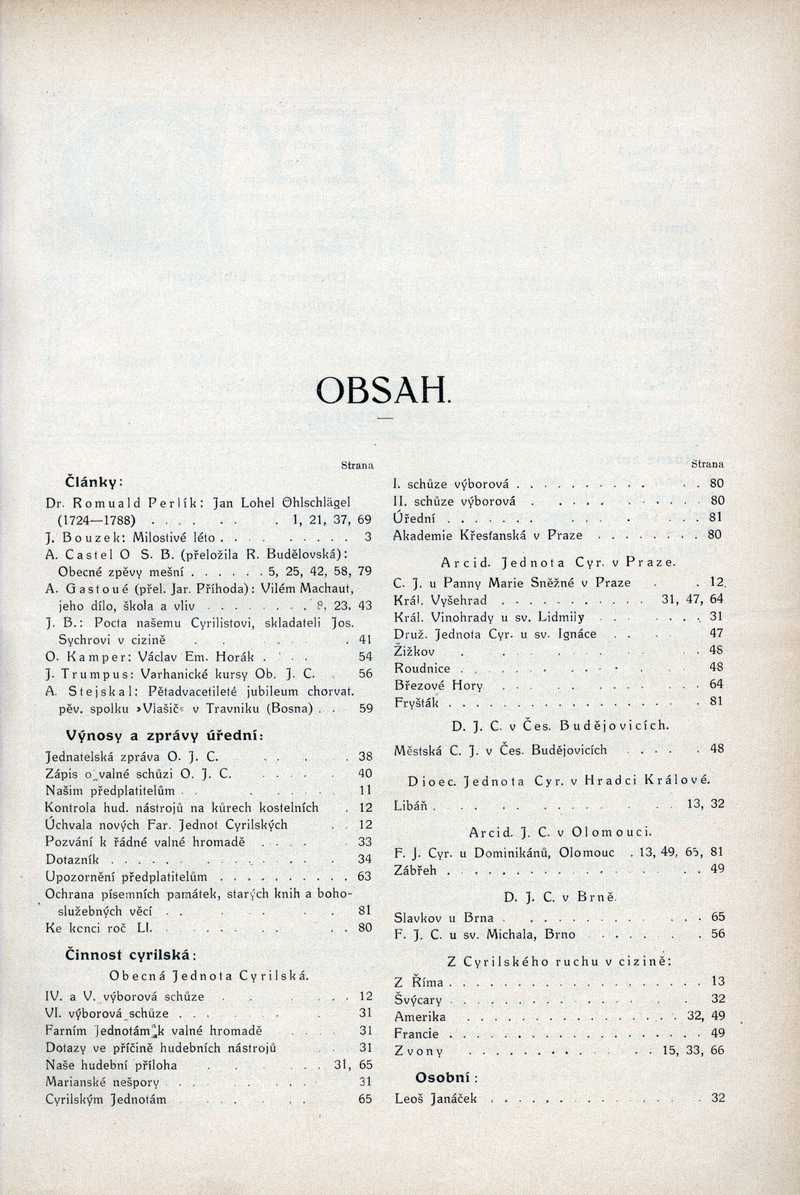 OBSAH.
Strana
Články:
Dr. Romuald Perlík: Jan Lohel Öhlschlägel
(1724—1788) . . . . . . . . 1, 21, 37, 69
J. Bouzek: Milostivé léto . . . . . . . . . 3
A. Castel O S. B. (přeložila R. Budělovská):
Obecné zpěvy mešní . . . . . . 5, 25, 42, 58, 79
A. Gastoué (přel. Jar. Příhoda): Vilém Machaut,
jeho dílo, škola a vliv . . . . . . . . 8, 23, 43
J. B.: Pocta našemu Cyrilistovi, skladateli Jos.
Sychrovi v cizině . . . . . . 41
O. Kamper: Václav Em. Horák . . . . 54
J. Trumpus: Varhanické kursy Ob. J. C. . 56
A. Stejskal: Pětadvacetileté jubileum chorvat.
pěv. spolku »Vlašić« v Travniku (Bosna) . . 59
Výnosy a zprávy úřední:
Jednatelská zpráva O. J. C. . . . . . 38
Zápis o valné schůzi O. J. C. . . . . . 40
Našim předplatitelům . . . . . . . 11
Kontrola hud. nástrojů na kůrech kostelních . 12
Úchvala nových Far. Jednot Cyrilských . . 12
Pozvání k řádné valné hromadě . . . . 33
Dotazník . . . . . . . . . . . . . 34
Upozornění předplatitelům . . . . . . . . . . 63
Ochrana písemních památek, starých knih a boho-
služebných věcí . . . . . . . 81
Ke konci roč LI. . . . . . . . . 80
Činnost cyrilská:
Obecná Jednota Cyrilská.
IV. a V. výborová schůze . . . . . . 12
VI. výborová schůze . . . . . . . 31
Farním Jednotám k valné hromadě . . . . 31
Dotazy ve příčině hudebních nástrojů . . 31
Naše hudební příloha . . . . . . 31, 65
Marianské nešpory . . . . . . . . 31
Cyrilským Jednotám . . . . . . . 65
Strana
I. schůze výborová . . . . . . . . . . . . 80
II. schůze výborová . . . . . . . . . . . 80
Úřední . . . . . . . . . . . . . . 81
Akademie Křesťanská v Praze . . . . . . . . 80
Arcid. Jednota Cyr. v Praze.
C. J. u Panny Marie Sněžné v Praze . . 12.
Král. Vyšehrad . . . . . . . . . . . 31, 47, 64
Král. Vinohrady u sv. Lidmily . . . . . . . 31
Druž. Jednota Cyr. u sv. Ignáce . . . . 47
Žižkov . . . . . . . . . 48
Roudnice . . . . . . . . . . . . 48
Březové Hory . . . . . . . . . . . 64
Fryšták . . . . . . . . . . . . . . . . . 81
D. J. C. v Čes. Budějovicích.
Městská C. J. v Čes. Budějovicích . . . . . 48
Dioec. Jednota Cyr. v Hradci Králové.
Libáň . . . . . . . . . . . . . 13, 32
Arcid. J. C. v Olomouci.
F. J. Cyr. u Dominikánů, Olomouc . 13, 49, 65, 81
Zábřeh . . . . . . . . . . . . . . . . 49
D. J. C. v Brně.
Slavkov u Brna . . . . . . . . . . . . 65
F. J. C. u sv. Michala, Brno . . . . . . . 56
Z Cyrilského ruchu v cizině:
Z Říma . . . . . . . . . . . . . . . . . . 13
Švýcary . . . . . . . . . . . . . . . 32
Amerika . . . . . . . . . . . . . . . . 32, 49
Francie . . . . . . . . . . . . . . . . . . 49
Zvony . . . . . . . . . . . . . . 15, 33, 66
Osobní:
Leoš Janáček . . . . . . . . . . . . . . 32